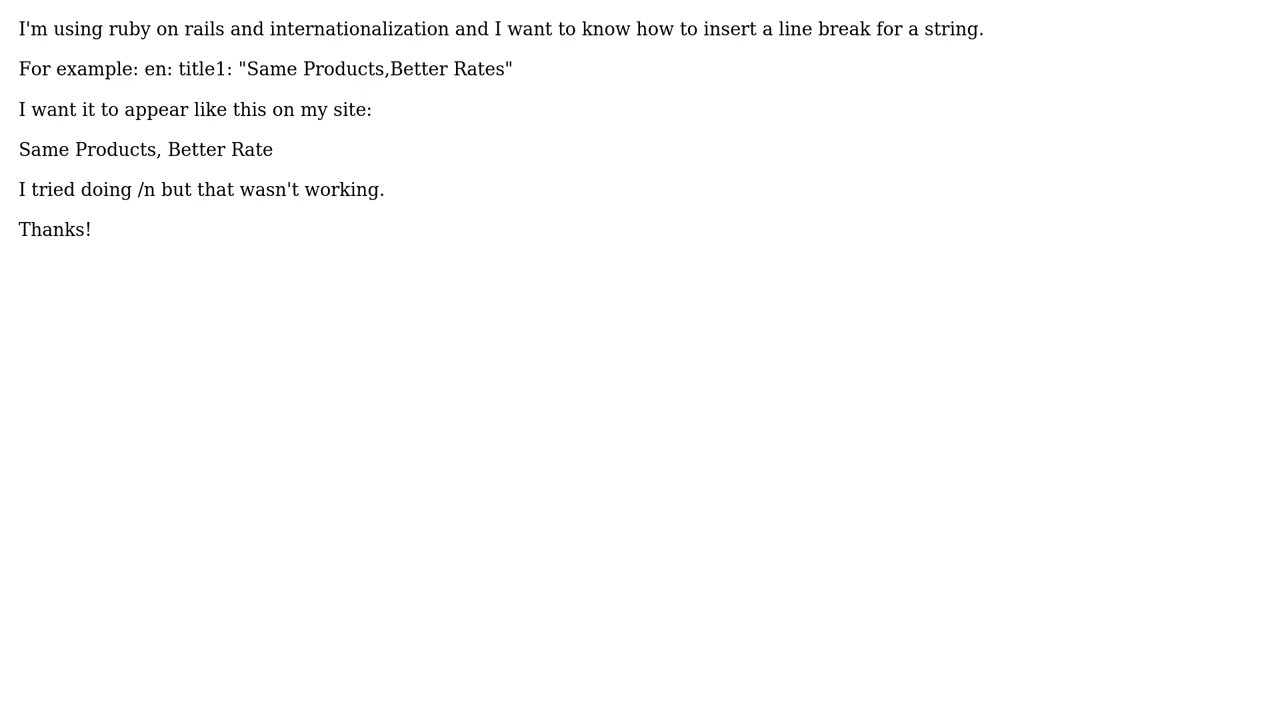 I'm using ruby on rails and internationalization and I want to know how to insert a line break for a string.
For example: en: title1: "Same Products,Better Rates"
I want it to appear like this on my site:
Same Products, Better Rate
I tried doing /n but that wasn't working.
Thanks!